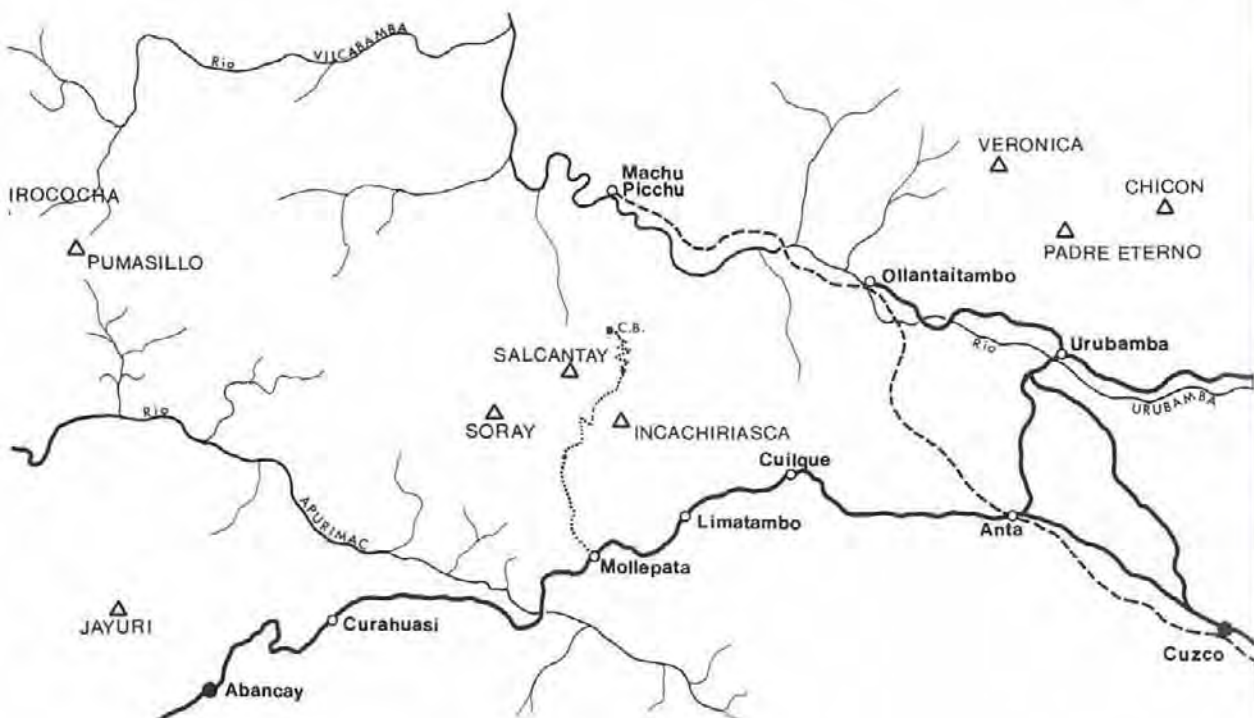 Rio VILCABAMBA
VERONICA
Machu
Picchu
CHICON
IROCOCHA
PADRE ETERNO
PUMASILLO
Ollantaitambo
C.B.
Rio
Urubamba
SALCANTAY
URUBAMBA
Rio
SORAY
INCACHIRIASCA
Cuilque
APURIMAC
Limatambo
Anta
Mollepata
JAYURI
Curahuasi
Cuzco
Abancay